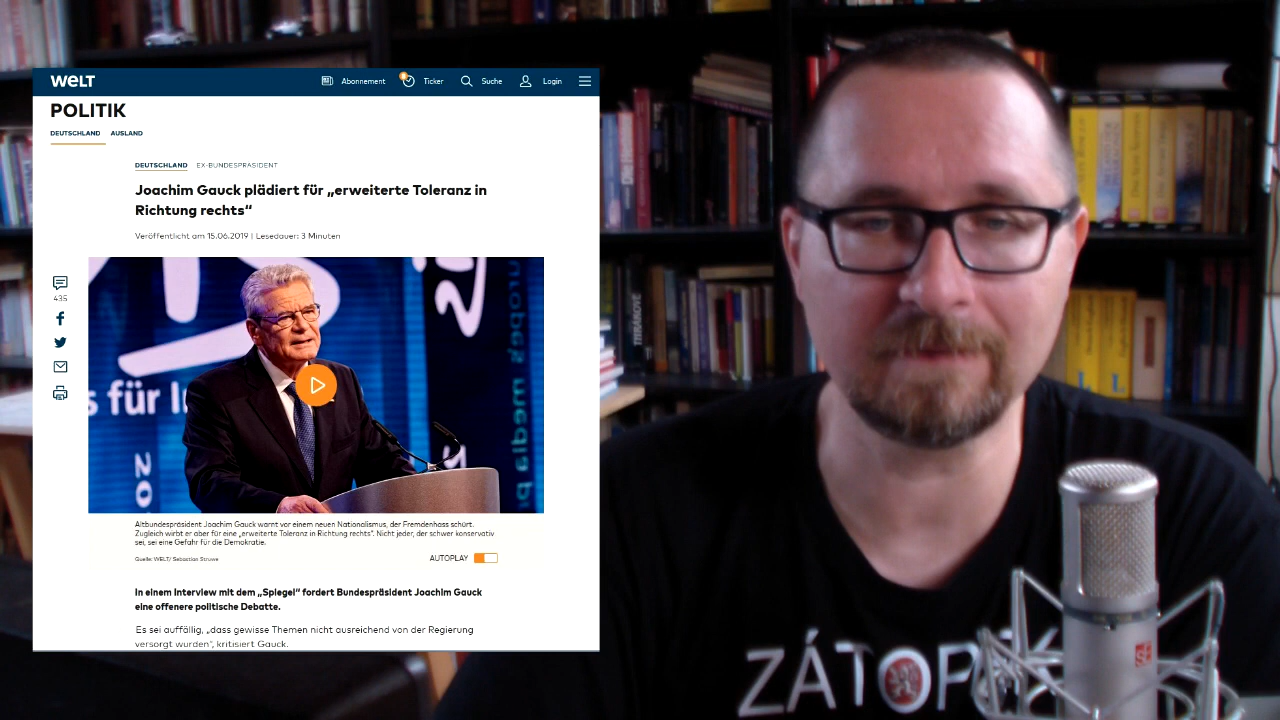 WELT
Abonnement
Ticker
Suche
Login
POLITIK
DEUTSCHLAND AUSLAND
DEUTSCHLAND EX-BUNDESPRÄSIDENT
Joachim Gauck plädiert für „erweiterte Toleranz in
Richtung rechts“
Veröffentlicht am 15.06.2019 | Lesedauer: 3 Minuten
435
s für
20
Altbundespräsident Joachim Gauck warnt vor einem neuen Nationalismus, der Fremdenhass schürt.
Zugleich wirbt er aber für eine „erweiterte Toleranz in Richtung rechts“. Nicht jeder, der schwer konservativ
sei, sei eine Gefahr für die Demokratie.
Quelle: WELT/ Sebastian Struwe
AUTOPLAY
In einem Interview mit dem „Spiegel“ fordert Bundespräsident Joachim Gauck
eine offenere politische Debatte.
Es sei auffällig, „dass gewisse Themen nicht ausreichend von der Regierung
versorgt wurden“, kritisiert Gauck.
ZÁTOP
sE